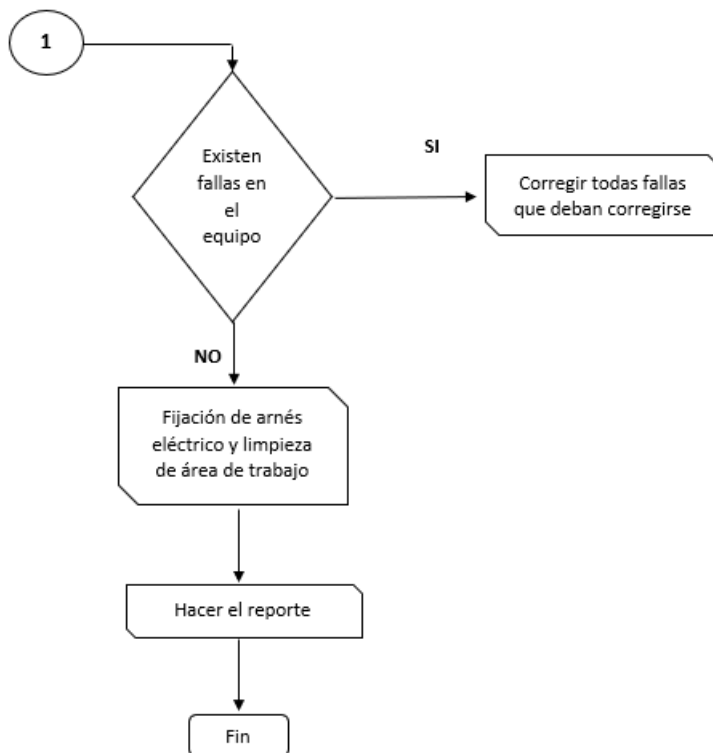 1
Existen
fallas en
el
equipo
SI
Corregir todas fallas
que deban corregirse
NO
Fijación de arnés
eléctrico y limpieza
de área de trabajo
Hacer el reporte
Fin